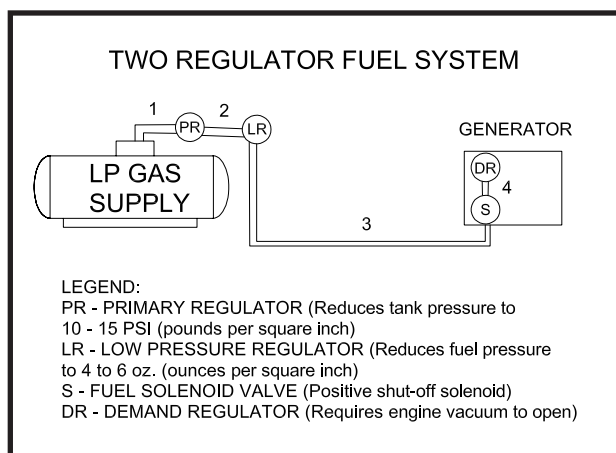 TWO REGULATOR FUEL SYSTEM
1
2
PR
LR
GENERATOR
LP GAS
SUPPLY
DR
4
S
3
LEGEND:
PR - PRIMARY REGULATOR (Reduces tank pressure to
10 - 15 PSI (pounds per square inch)
LR - LOW PRESSURE REGULATOR (Reduces fuel pressure
to 4 to 6 oz. (ounces per square inch)
S - FUEL SOLENOID VALVE (Positive shut-off solenoid)
DR - DEMAND REGULATOR (Requires engine vacuum to open)